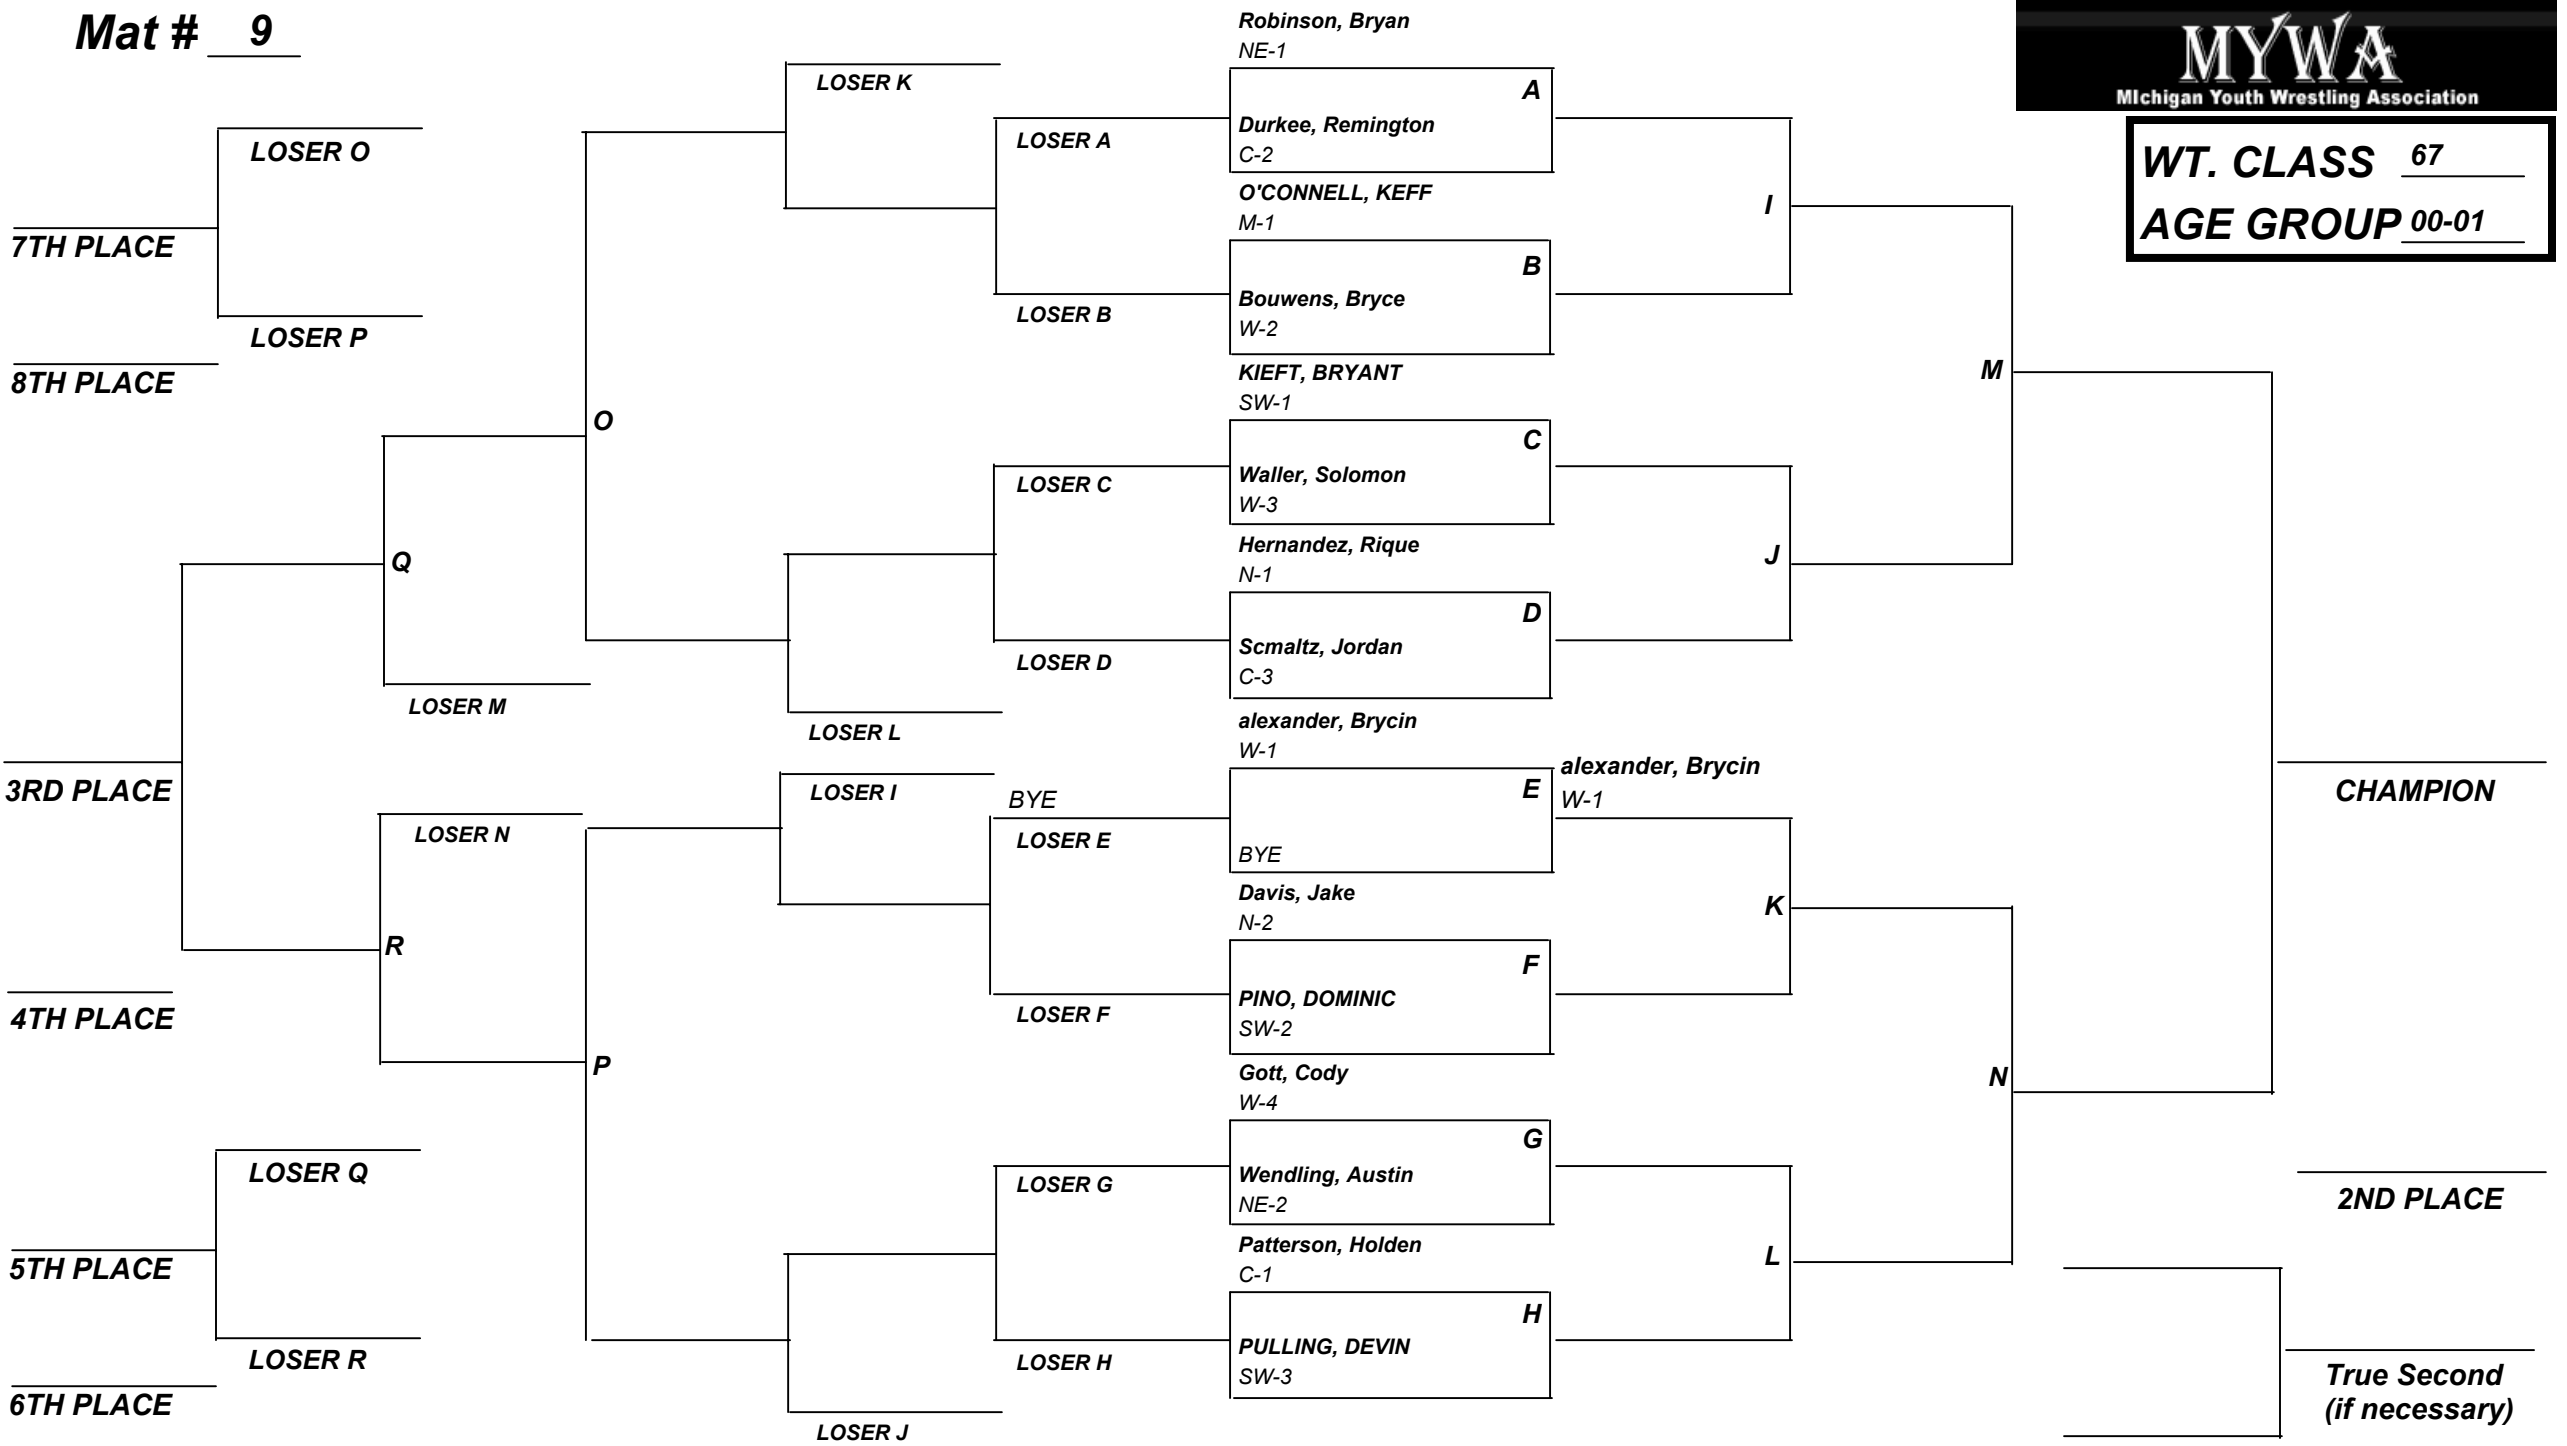 Mat # 9
MYWA
MIchigan Youth Wrestling Association
WT. CLASS 67
AGE GROUP 00-01
Robinson, Bryan
NE-1
A
Durkee, Remington
C-2
O'CONNELL, KEFF
M-1
B
Bouwens, Bryce
W-2
KIEFT, BRYANT
SW-1
C
Waller, Solomon
W-3
Hernandez, Rique
N-1
D
Scmaltz, Jordan
C-3
alexander, Brycin
W-1
E
BYE
Davis, Jake
N-2
F
PINO, DOMINIC
SW-2
Gott, Cody
W-4
G
Wendling, Austin
NE-2
Patterson, Holden
C-1
H
PULLING, DEVIN
SW-3
I
J
alexander, Brycin
W-1
K
L
M
N
CHAMPION
2ND PLACE
True Second
(if necessary)
LOSER A
LOSER B
LOSER C
LOSER D
BYE
LOSER E
LOSER F
LOSER G
LOSER H
LOSER K
LOSER L
LOSER I
LOSER J
O
P
LOSER M
LOSER N
Q
R
LOSER O
7TH PLACE
LOSER P
8TH PLACE
3RD PLACE
4TH PLACE
LOSER Q
5TH PLACE
LOSER R
6TH PLACE